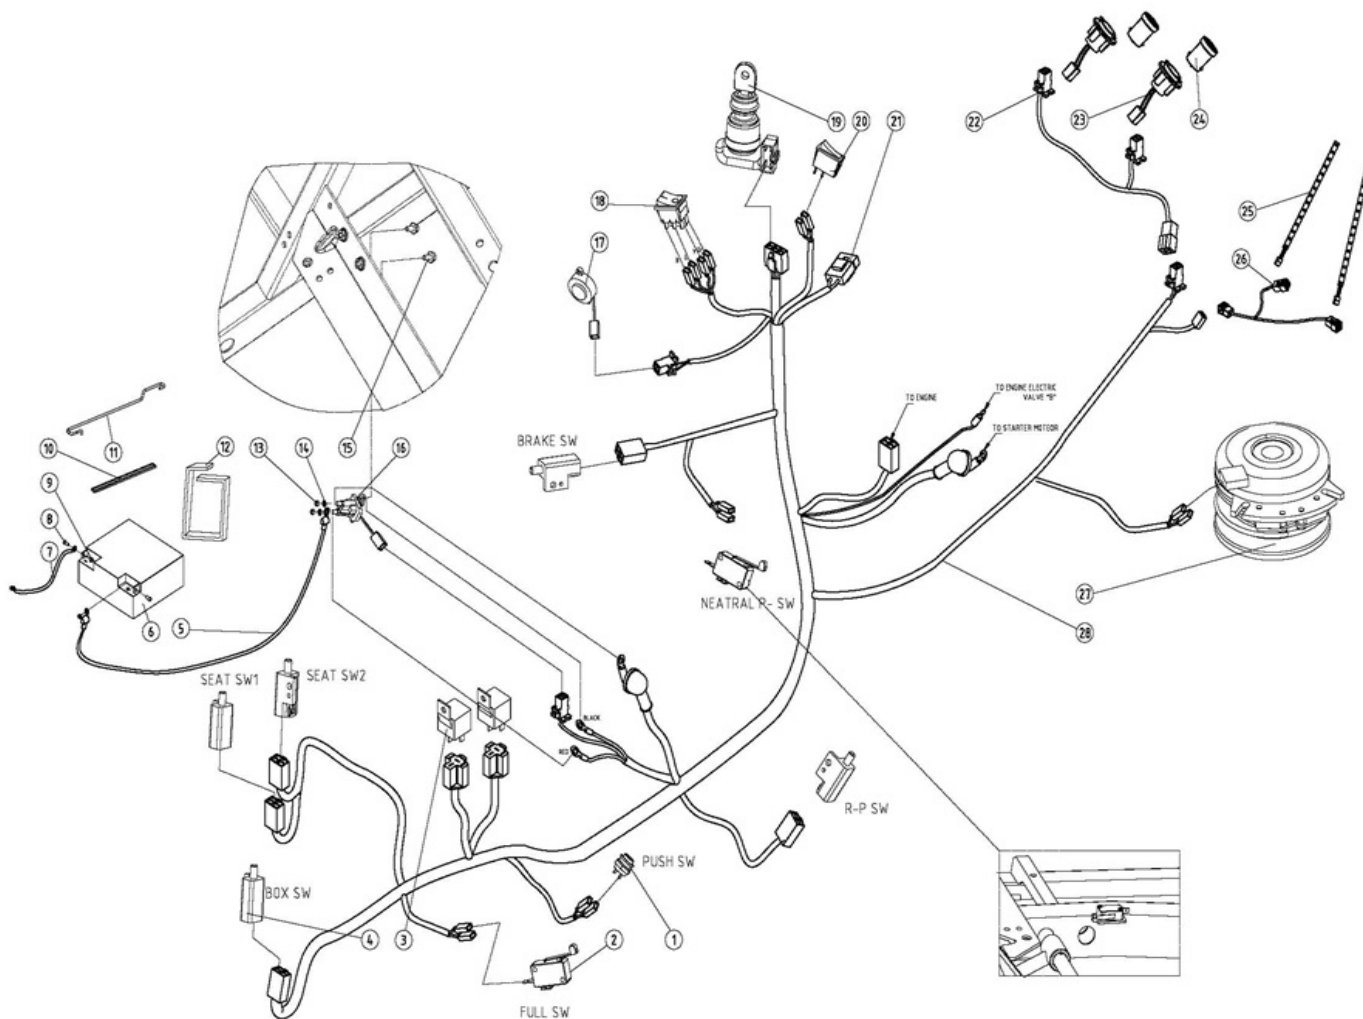 22
23
24
19
20
21
25
18
26
17
TO ENGINE ELECTRIC
VALVE "B"
TO ENGINE
TO STARTER MOTEOR
11
10
12
13
14
15
16
BRAKE SW
9
8
7
6
5
NEATRAL P- SW
27
28
SEAT SW1
SEAT SW2
BLACK
RED
R-P SW
PUSH SW
BOX SW
4
3
2
1
FULL SW